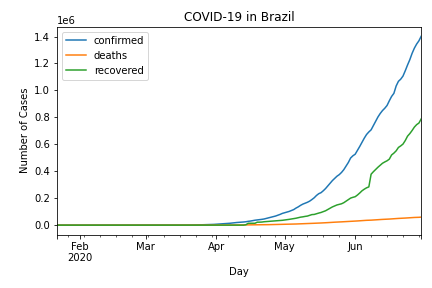 COVID-19 in Brazil
1e6
confirmed
deaths
recovered
Number of Cases
1.4
1.2
1.0
0.8
0.6
0.4
0.2
0.0
Feb
2020
Mar
Apr
May
Jun
Day